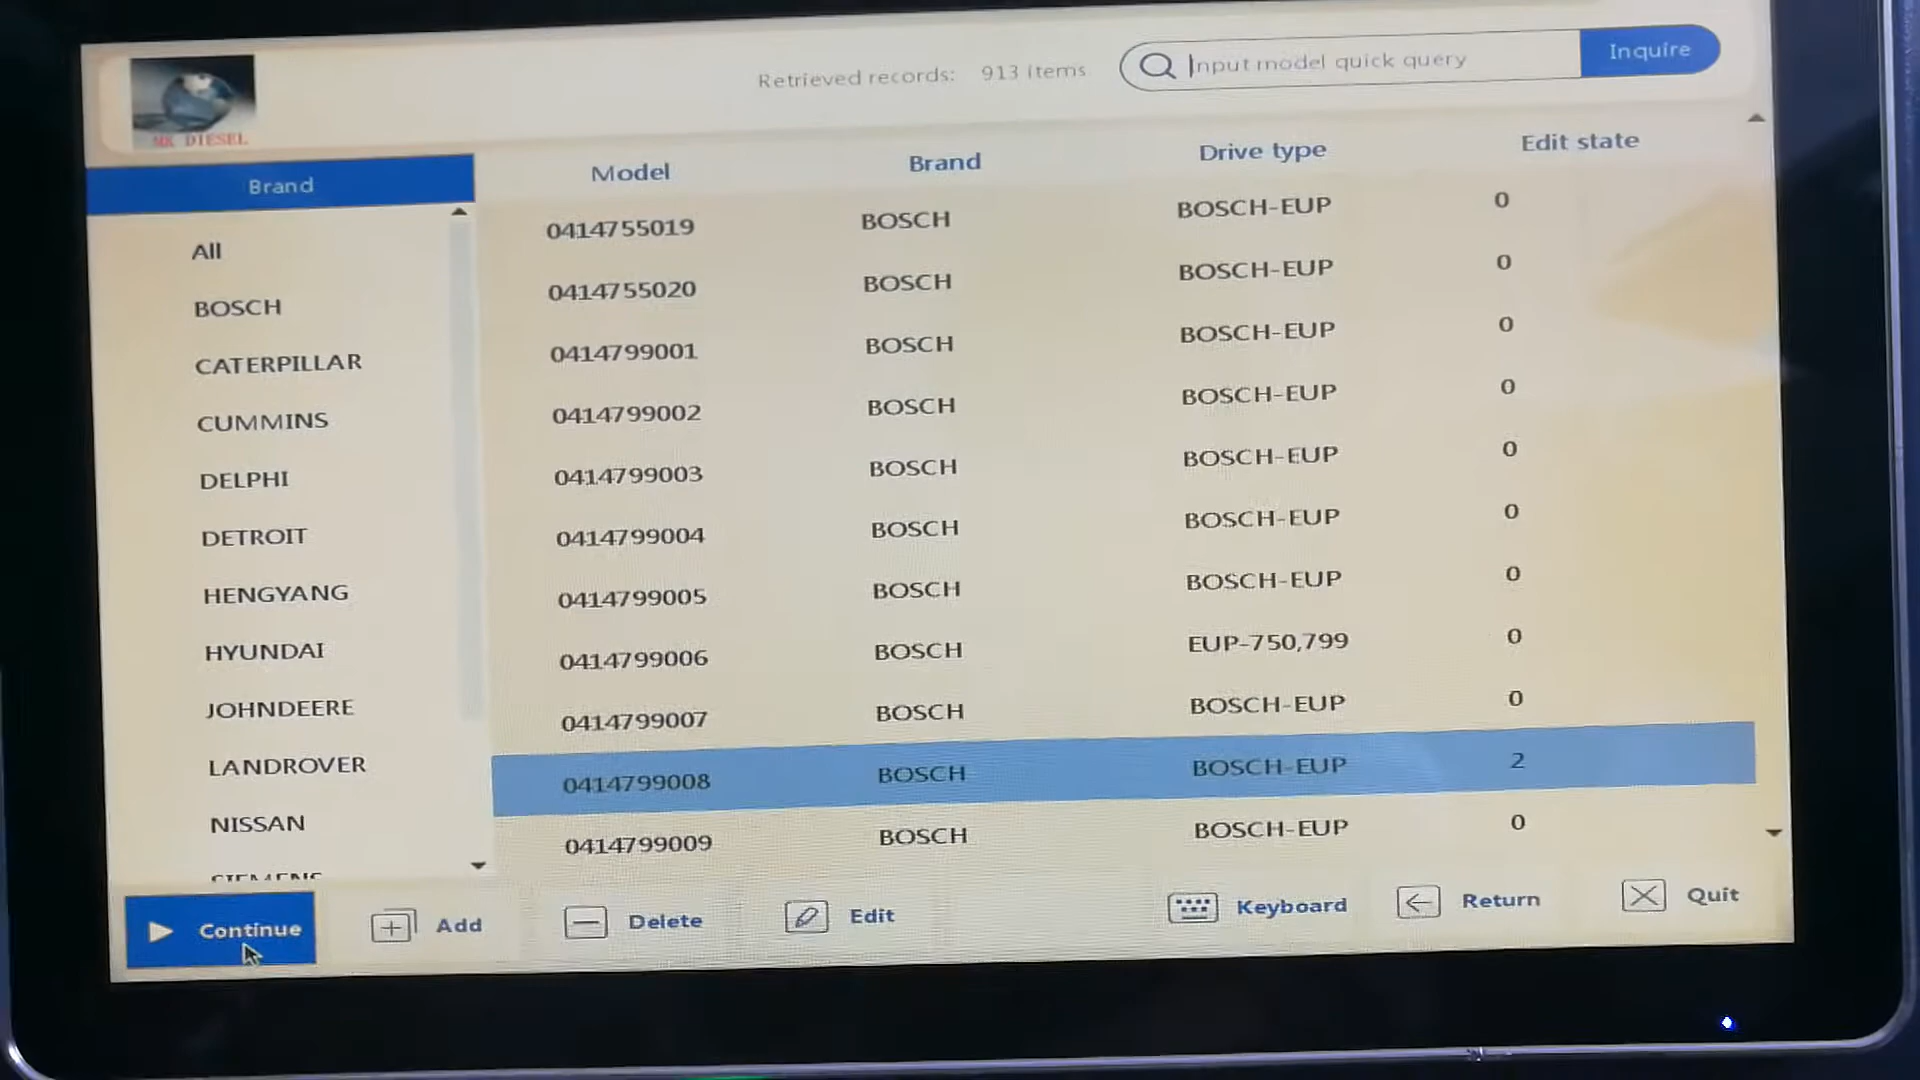 MK DIESEL
Retrieved records: 913 items
Input model quick query
Inquire
Brand
All
BOSCH
CATERPILLAR
CUMMINS
DELPHI
DETROIT
HENGYANG
HYUNDAI
JOHNDEERE
LANDROVER
NISSAN
SIEMENS
Model Brand Drive type Edit state
0414755019 BOSCH BOSCH-EUP 0
0414755020 BOSCH BOSCH-EUP 0
0414799001 BOSCH BOSCH-EUP 0
0414799002 BOSCH BOSCH-EUP 0
0414799003 BOSCH BOSCH-EUP 0
0414799004 BOSCH BOSCH-EUP 0
0414799005 BOSCH BOSCH-EUP 0
0414799006 BOSCH EUP-750,799 0
0414799007 BOSCH BOSCH-EUP 0
0414799008 BOSCH BOSCH-EUP 2
0414799009 BOSCH BOSCH-EUP 0
Continue Add Delete Edit Keyboard Return Quit